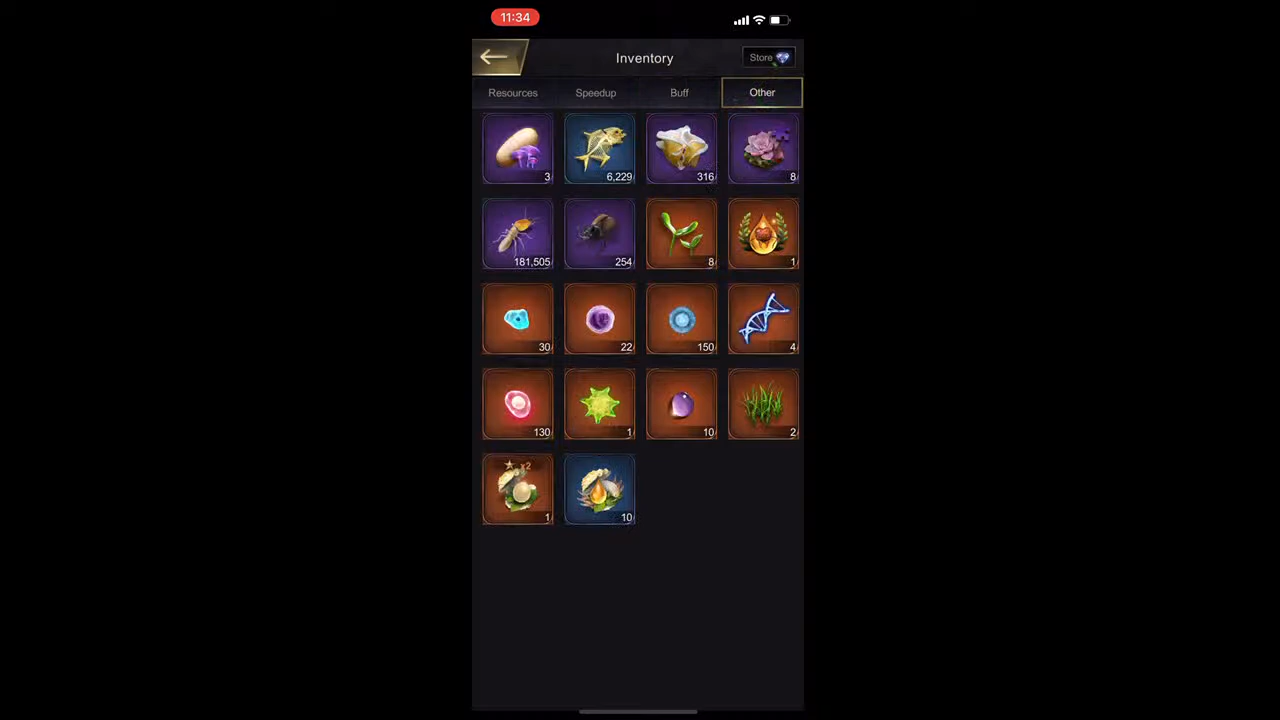 11:34
Inventory
Store
Resources Speedup Buff Other
3 6,229 316 8
181,505 254 8 1
30 22 150 4
130 1 10 2
x2
1 10